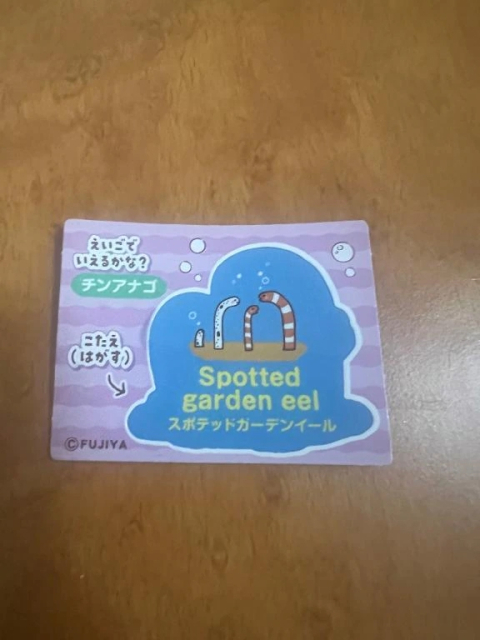 えいごで
いえるかな?
チンアナゴ
こたえ
(はがす)
Spotted
garden eel
スポテッドガーデンイール
©FUJIYA